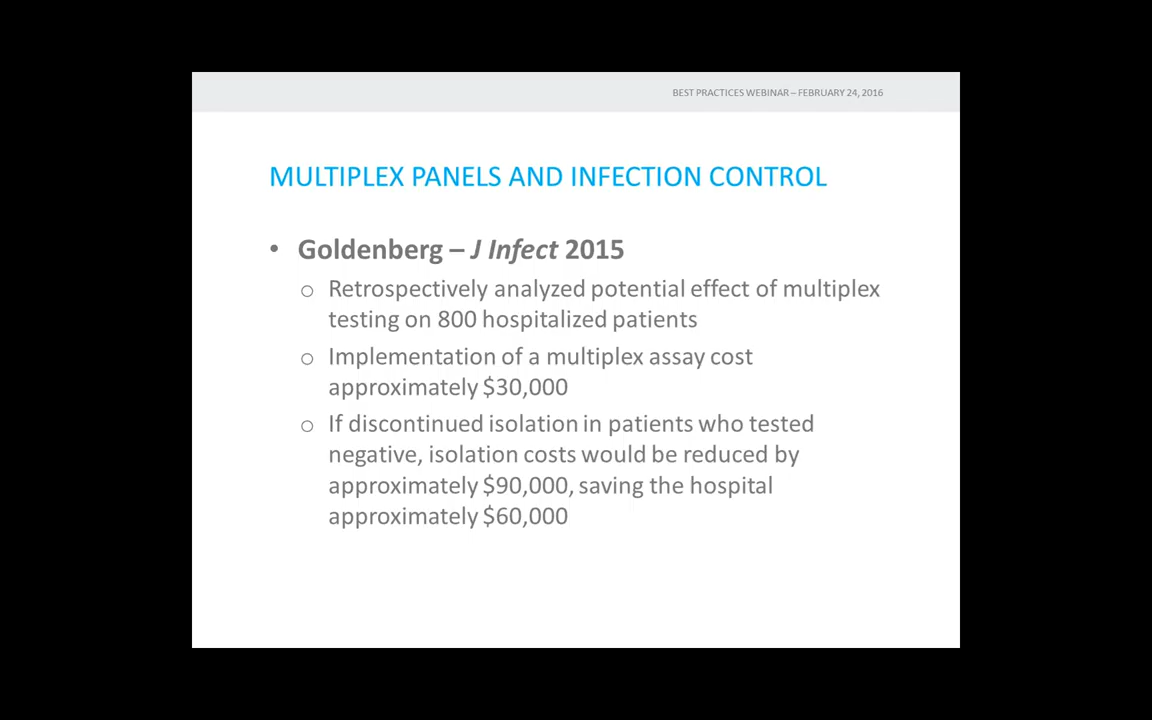 BEST PRACTICES WEBINAR – FEBRUARY 24, 2016
MULTIPLEX PANELS AND INFECTION CONTROL
• Goldenberg – J Infect 2015
o Retrospectively analyzed potential effect of multiplex
testing on 800 hospitalized patients
o Implementation of a multiplex assay cost
approximately $30,000
o If discontinued isolation in patients who tested
negative, isolation costs would be reduced by
approximately $90,000, saving the hospital
approximately $60,000